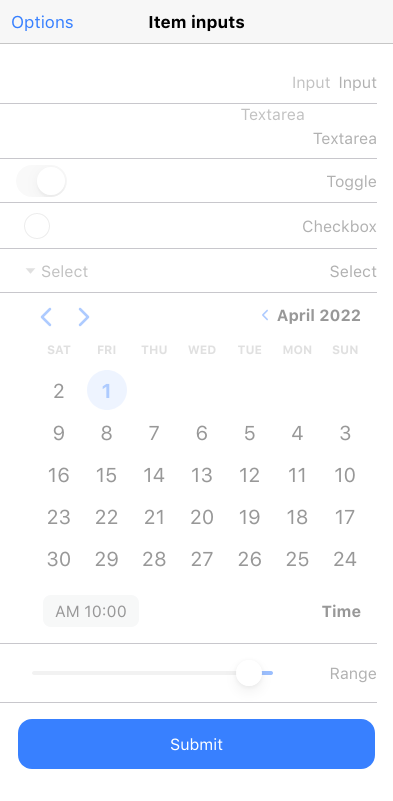 Options Item inputs
Input Input
Textarea
Textarea
Toggle
Checkbox
Select Select
April 2022
SAT FRI THU WED TUE MON SUN
2 1
9 8 7 6 5 4 3
16 15 14 13 12 11 10
23 22 21 20 19 18 17
30 29 28 27 26 25 24
AM 10:00 Time
Range
Submit